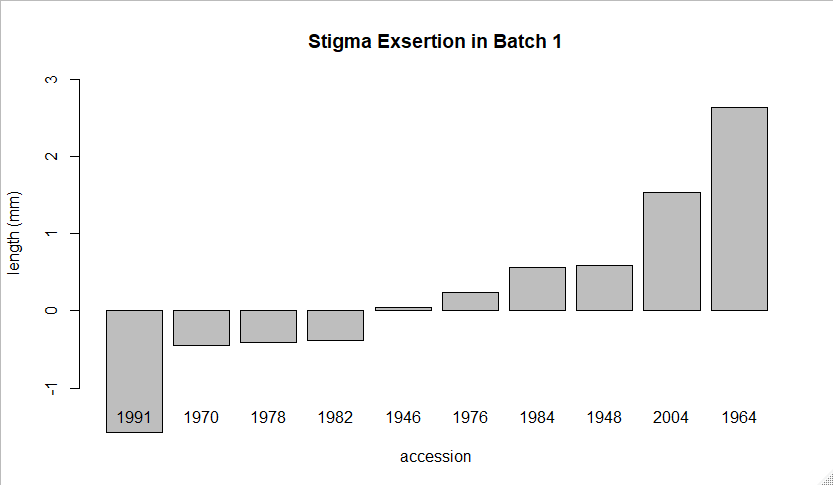 Stigma Exsertion in Batch 1
3
2
1
0
-1
length (mm)
1991 1970 1978 1982 1946 1976 1984 1948 2004 1964
accession